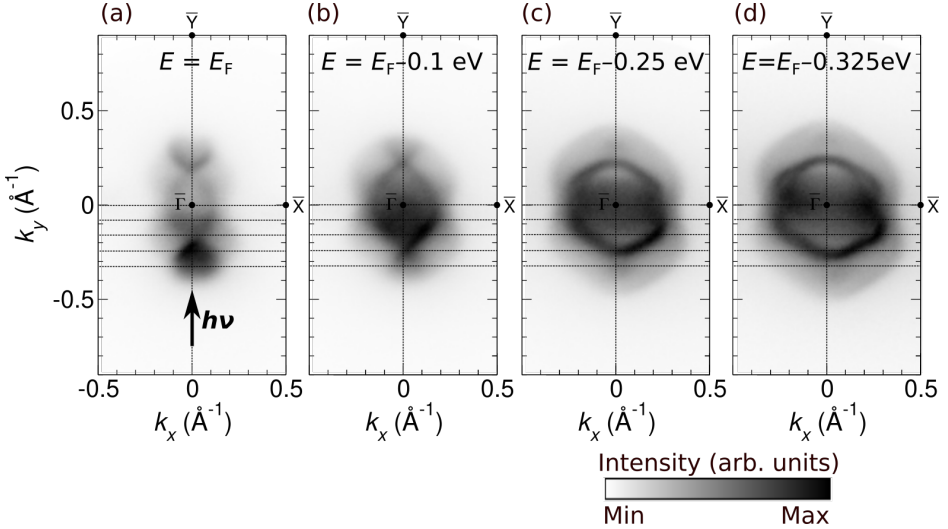 (a) (b) (c) (d)
Y Y Y Y
E = EF E = EF–0.1 eV E = EF–0.25 eV E=EF–0.325eV
0.5
Γ X Γ X Γ X Γ X
0
-0.5
ky (Å-1)
hν
-0.5 0 0.5 0 0.5 0 0.5 0 0.5
kx (Å-1) kx (Å-1) kx (Å-1) kx (Å-1)
Intensity (arb. units)
Min Max